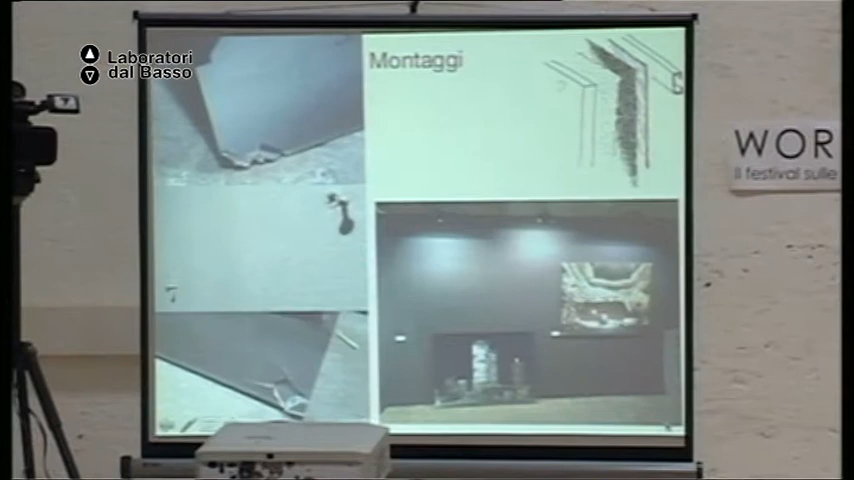 Laboratori
dal Basso
Montaggi
WOR
Il festival sulle